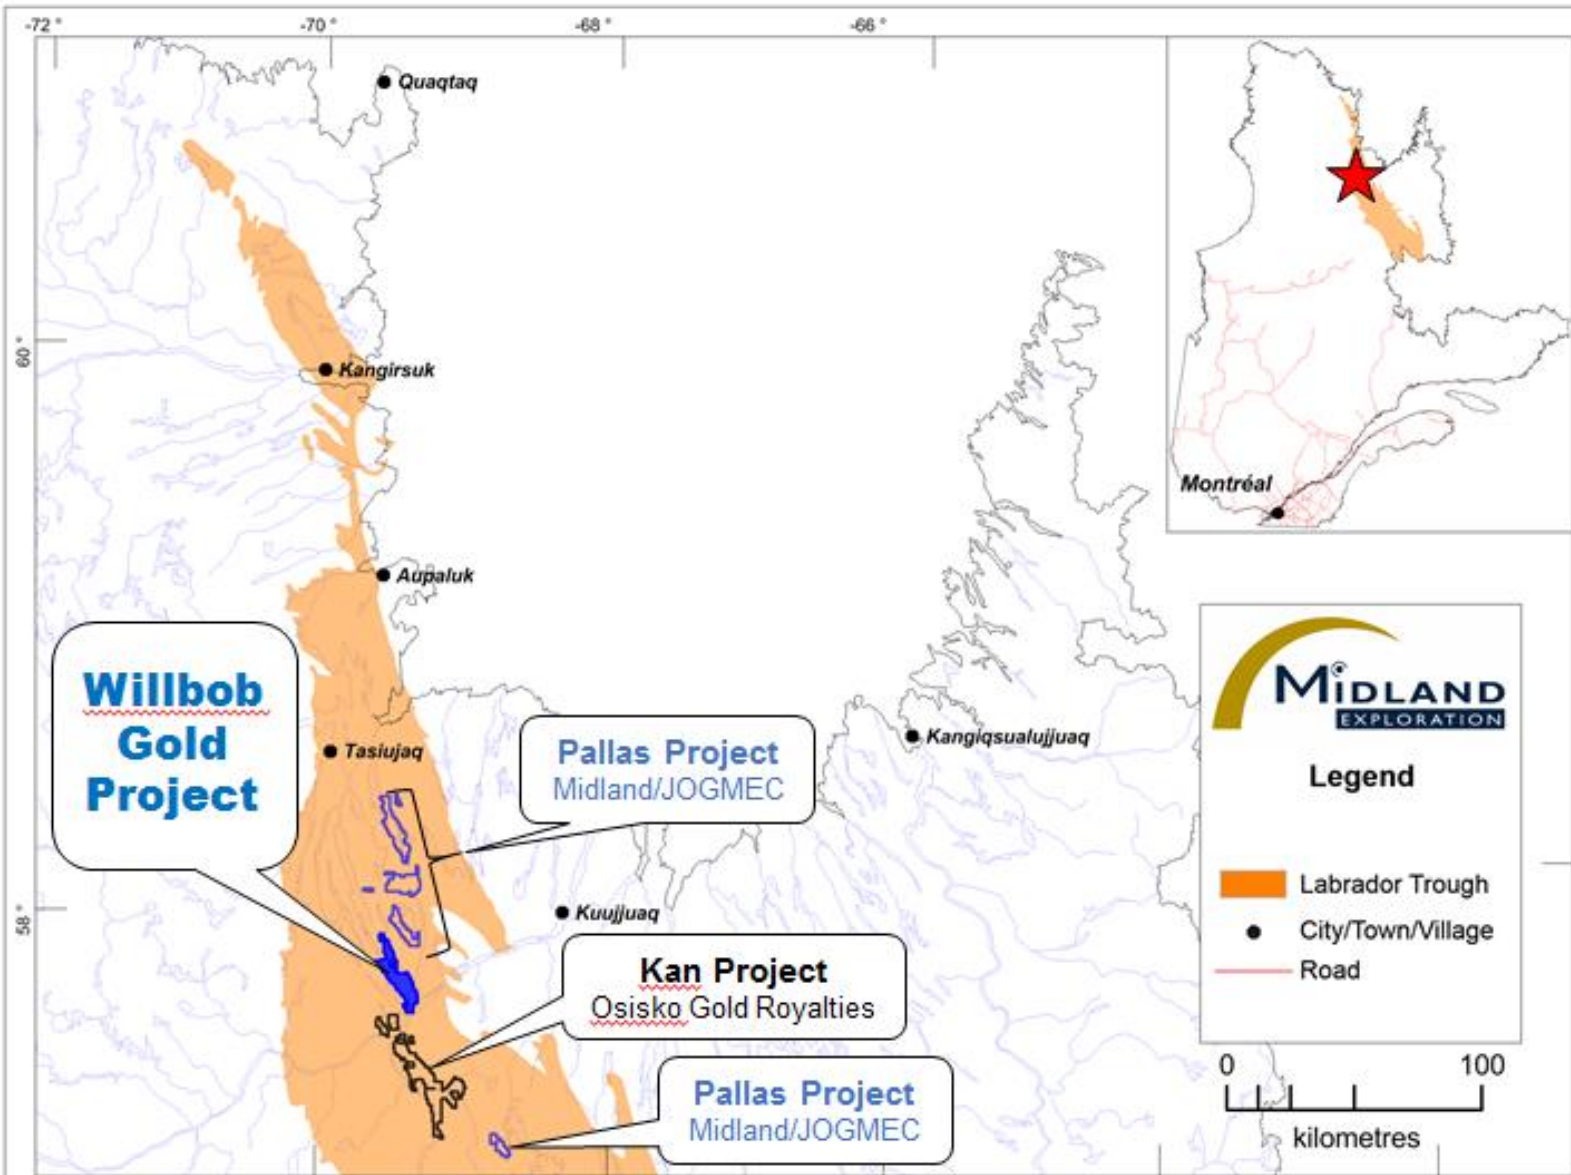 -72 °
-70 °
-68 °
-66 °
Quaqtaq
60 °
Kangirsuk
Aupaluk
Willbob
Gold
Project
Tasiujaq
Pallas Project
Midland/JOGMEC
Kangiqsualujjuaq
58 °
Kuujjuaq
Kan Project
Osisko Gold Royalties
Pallas Project
Midland/JOGMEC
Montréal
MIDLAND
EXPLORATION
Legend
Labrador Trough
City/Town/Village
Road
0 100
kilometres